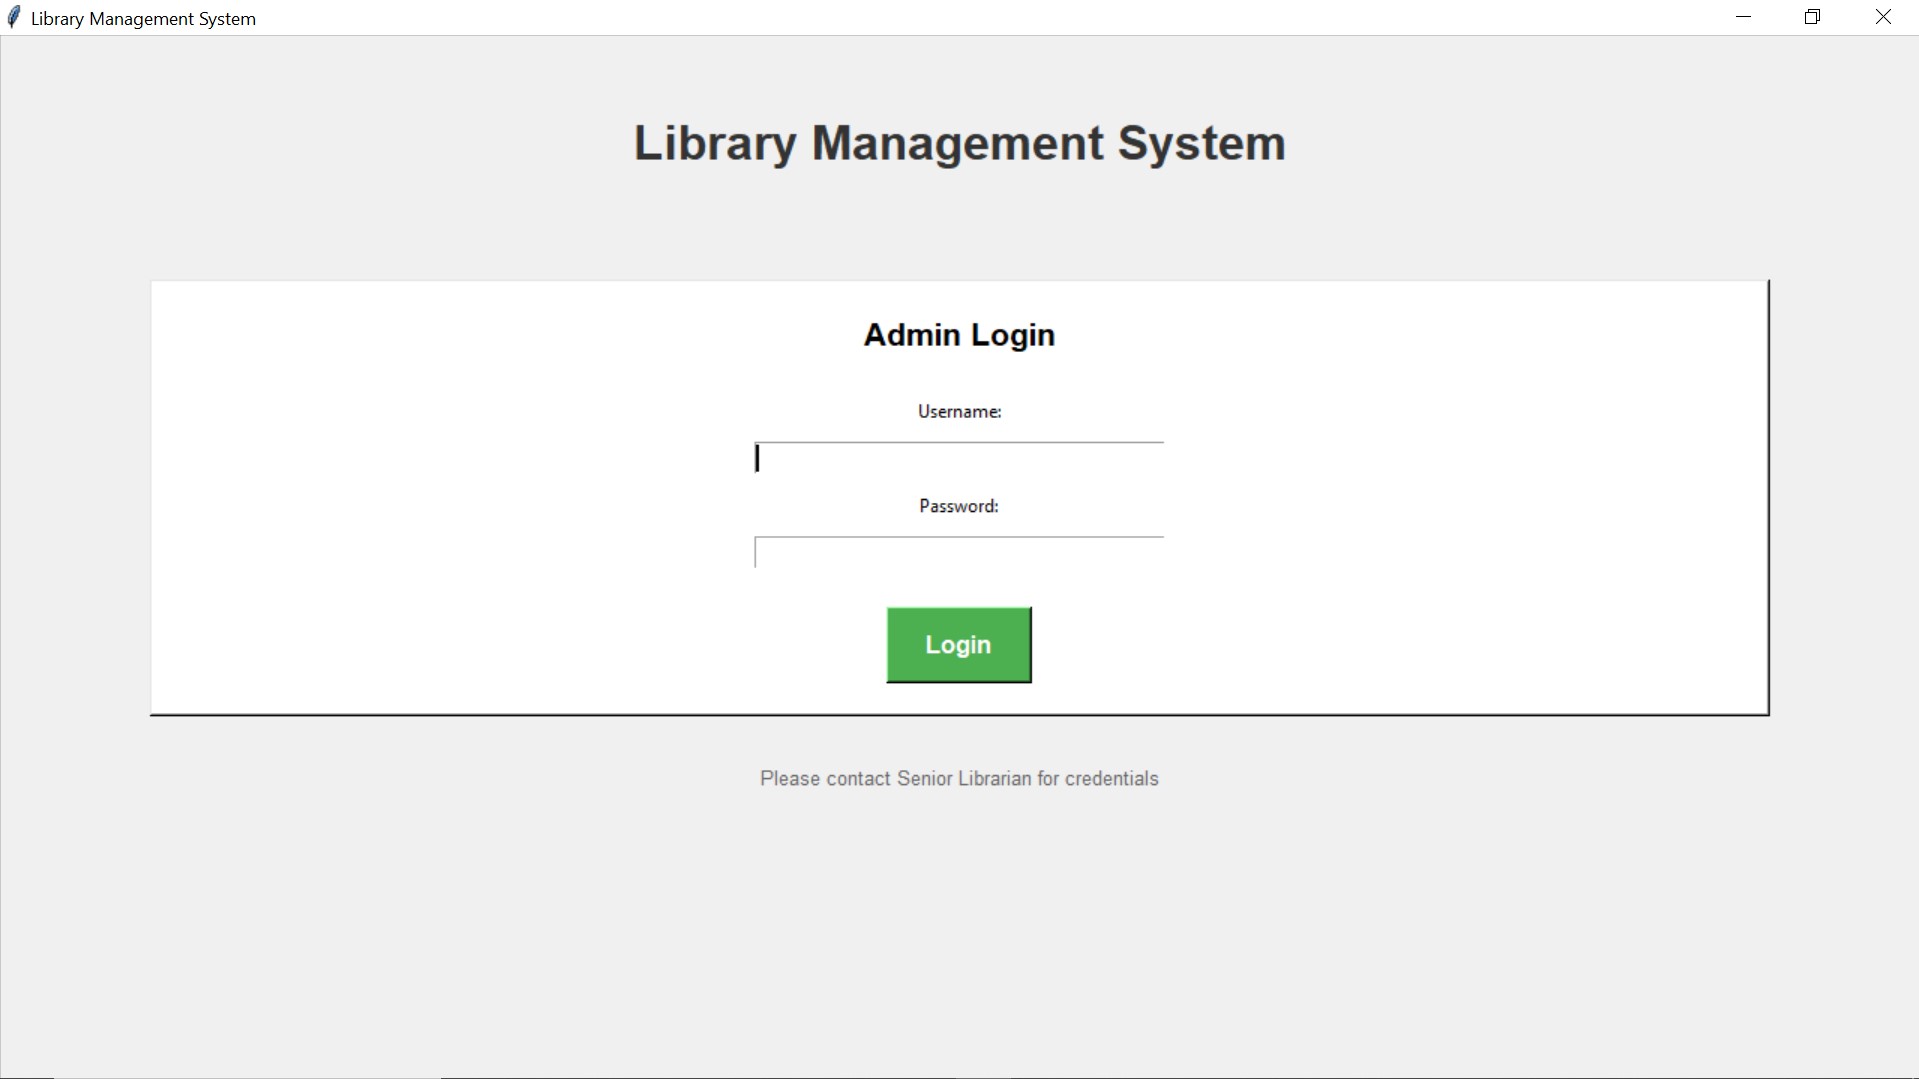 Library Management System
Library Management System
Admin Login
Username:
Password:
Login
Please contact Senior Librarian for credentials